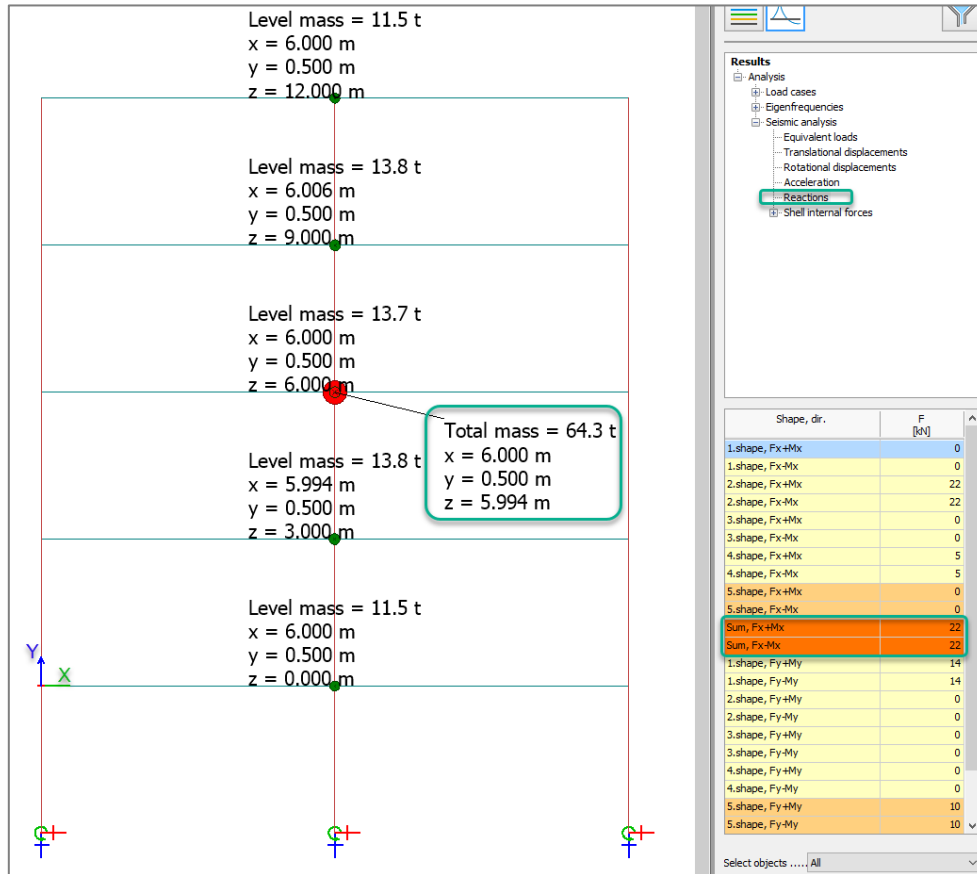 Level mass = 11.5 t
x = 6.000 m
y = 0.500 m
z = 12.000 m
Level mass = 13.8 t
x = 6.006 m
y = 0.500 m
z = 9.000 m
Level mass = 13.7 t
x = 6.000 m
y = 0.500 m
z = 6.000 m
Total mass = 64.3 t
x = 6.000 m
y = 0.500 m
z = 5.994 m
Level mass = 13.8 t
x = 5.994 m
y = 0.500 m
z = 3.000 m
Level mass = 11.5 t
x = 6.000 m
y = 0.500 m
z = 0.000 m
Y
X
Results
Analysis
Load cases
Eigenfrequencies
Seismic analysis
Equivalent loads
Translational displacements
Rotational displacements
Acceleration
Reactions
Shell internal forces
Shape, dir. F
[kN]
1.shape, Fx+Mx 0
1.shape, Fx-Mx 0
2.shape, Fx+Mx 22
2.shape, Fx-Mx 22
3.shape, Fx+Mx 0
3.shape, Fx-Mx 0
4.shape, Fx+Mx 5
4.shape, Fx-Mx 5
5.shape, Fx+Mx 0
5.shape, Fx-Mx 0
Sum, Fx+Mx 22
Sum, Fx-Mx 22
1.shape, Fy+My 14
1.shape, Fy-My 14
2.shape, Fy+My 0
2.shape, Fy-My 0
3.shape, Fy+My 0
3.shape, Fy-My 0
4.shape, Fy+My 0
4.shape, Fy-My 0
5.shape, Fy+My 10
5.shape, Fy-My 10
Select objects ..... All